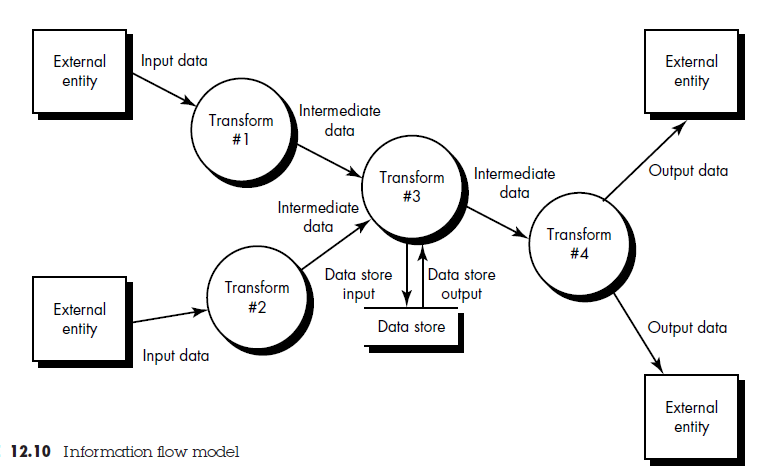 External
entity
Input data
Transform
#1
Intermediate
data
Transform
#3
Intermediate
data
Intermediate
data
Transform
#4
External
entity
Output data
External
entity
Input data
Transform
#2
Data store
input
Data store
output
Data store
Output data
External
entity
12.10 Information flow model